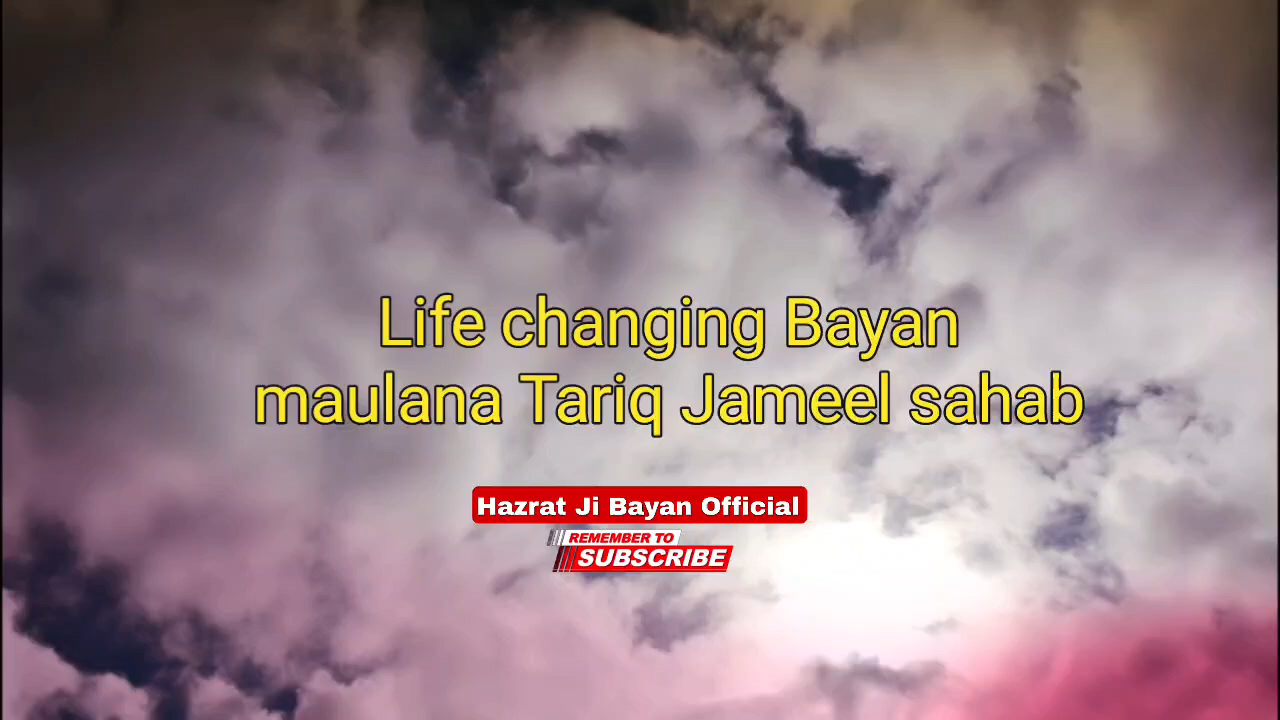 Life changing Bayan
maulana Tariq Jameel sahab
Hazrat Ji Bayan Official
REMEMBER TO
SUBSCRIBE